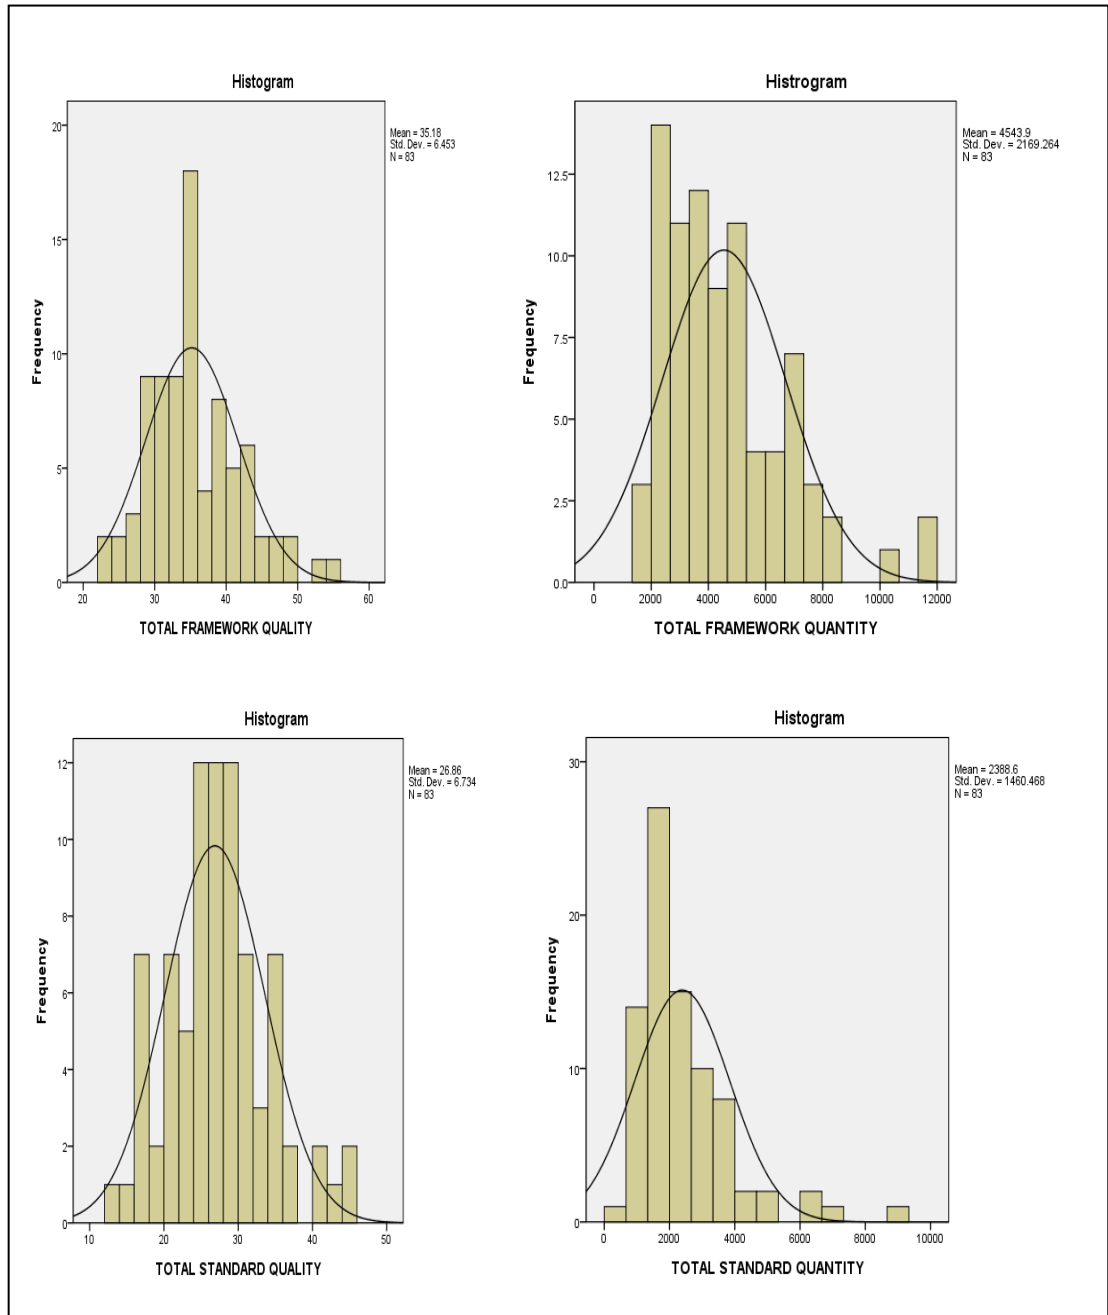 Histogram
Mean = 35.18
Std. Dev. = 6.453
N = 83
Frequency
20
15
10
5
0
20 30 40 50 60
TOTAL FRAMEWORK QUALITY
Histrogram
Mean = 4543.9
Std. Dev. = 2169.264
N = 83
Frequency
12.5
10.0
7.5
5.0
2.5
0.0
0 2000 4000 6000 8000 10000 12000
TOTAL FRAMEWORK QUANTITY
Histogram
Mean = 26.86
Std. Dev. = 6.734
N = 83
Frequency
12
10
8
6
4
2
0
10 20 30 40 50
TOTAL STANDARD QUALITY
Histogram
Mean = 2388.6
Std. Dev. = 1460.468
N = 83
Frequency
30
20
10
0
0 2000 4000 6000 8000 10000
TOTAL STANDARD QUANTITY